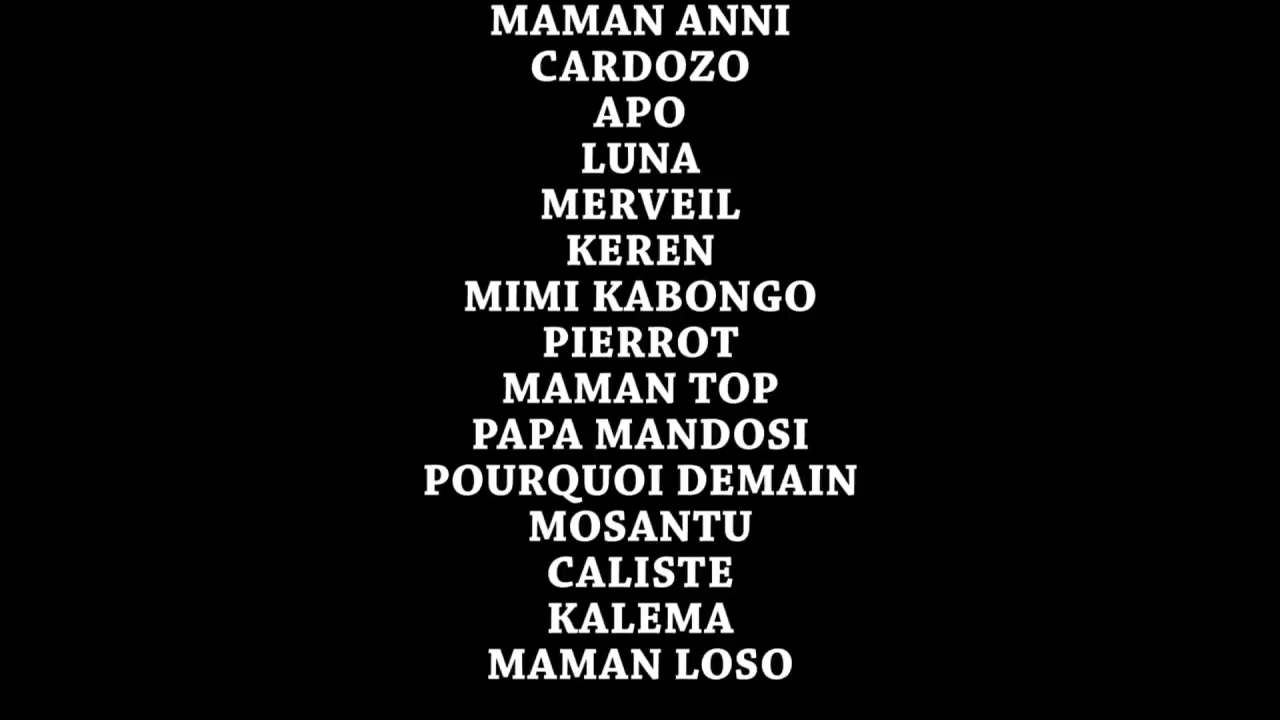 MAMAN ANNI
CARDOZO
APO
LUNA
MERVEIL
KEREN
MIMI KABONGO
PIERROT
MAMAN TOP
PAPA MANDOSI
POURQUOI DEMAIN
MOSANTU
CALISTE
KALEMA
MAMAN LOSO